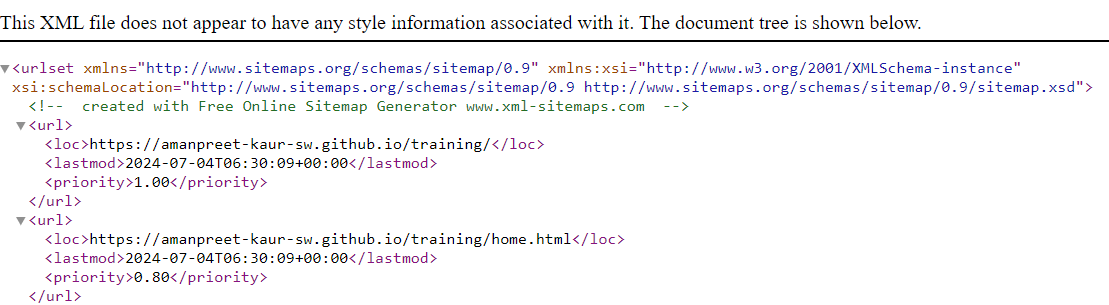 This XML file does not appear to have any style information associated with it. The document tree is shown below.
▼<urlset xmlns="http://www.sitemaps.org/schemas/sitemap/0.9" xmlns:xsi="http://www.w3.org/2001/XMLSchema-instance"
xsi:schemaLocation="http://www.sitemaps.org/schemas/sitemap/0.9 http://www.sitemaps.org/schemas/sitemap/0.9/sitemap.xsd">
<!--  created with Free Online Sitemap Generator www.xml-sitemaps.com  -->
▼<url>
<loc>https://amanpreet-kaur-sw.github.io/training/</loc>
<lastmod>2024-07-04T06:30:09+00:00</lastmod>
<priority>1.00</priority>
</url>
▼<url>
<loc>https://amanpreet-kaur-sw.github.io/training/home.html</loc>
<lastmod>2024-07-04T06:30:09+00:00</lastmod>
<priority>0.80</priority>
</url>